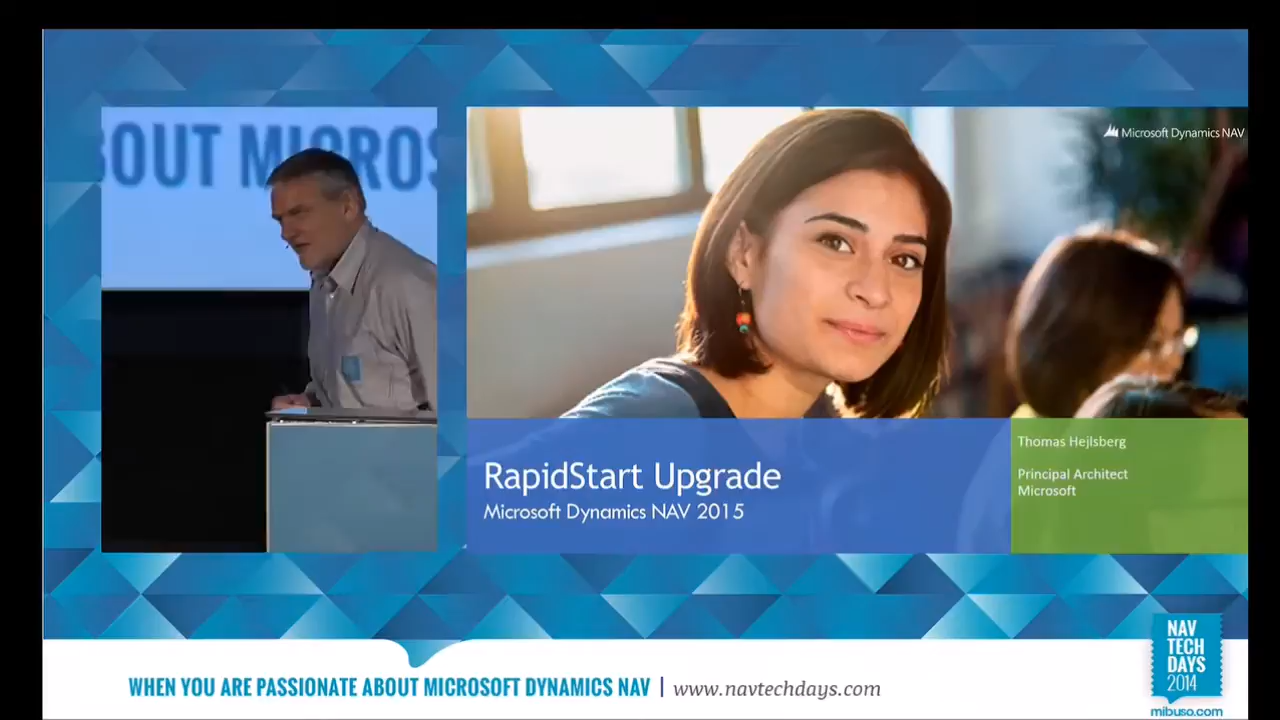 BOUT MICROS
Microsoft Dynamics NAV
RapidStart Upgrade
Microsoft Dynamics NAV 2015
Thomas Hejlsberg
Principal Architect
Microsoft
WHEN YOU ARE PASSIONATE ABOUT MICROSOFT DYNAMICS NAV | www.navtechdays.com
NAV
TECH
DAYS
2014
mibuso.com